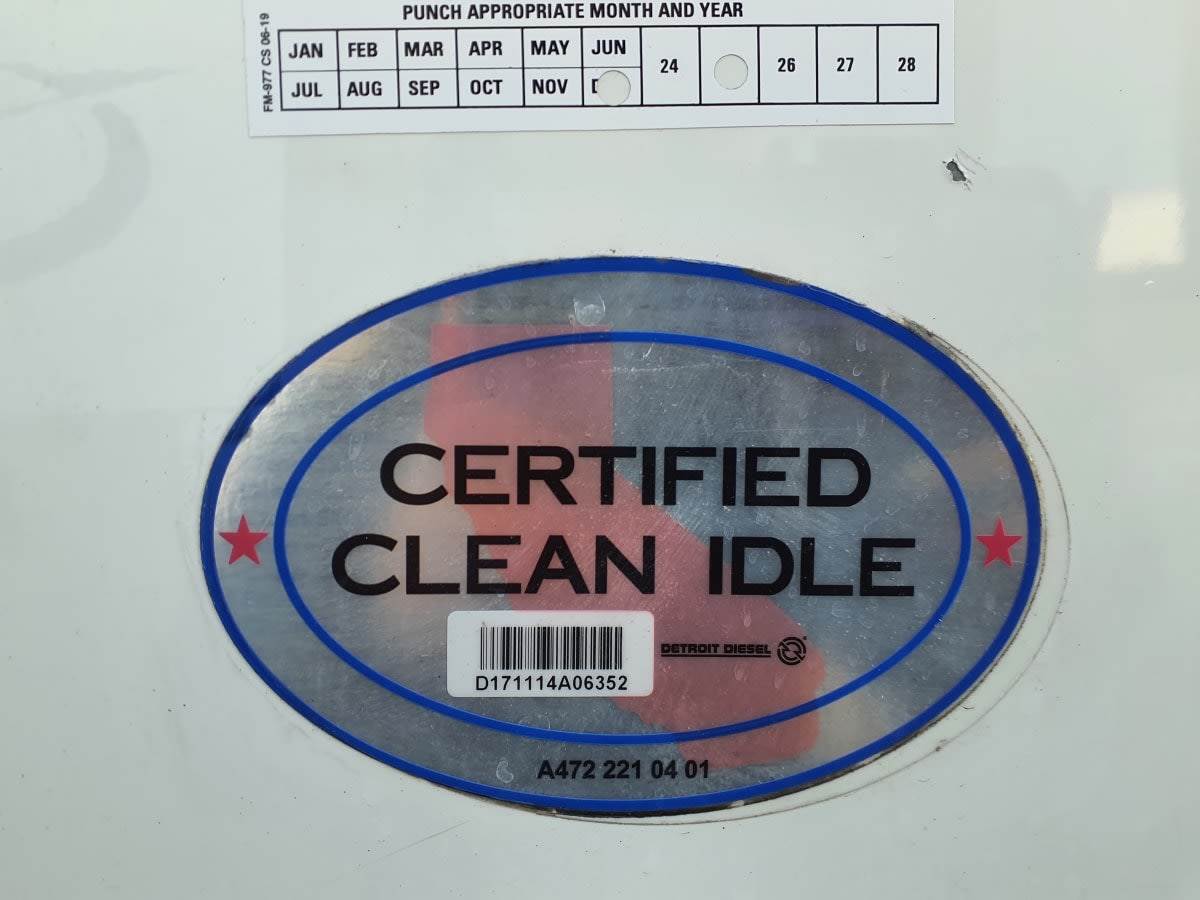 PUNCH APPROPRIATE MONTH AND YEAR
FM-977 CS 06-19
JAN FEB MAR APR MAY JUN
24 26 27 28
JUL AUG SEP OCT NOV
CERTIFIED
CLEAN IDLE
DETROIT DIESEL
D171114A06352
A472 221 04 01